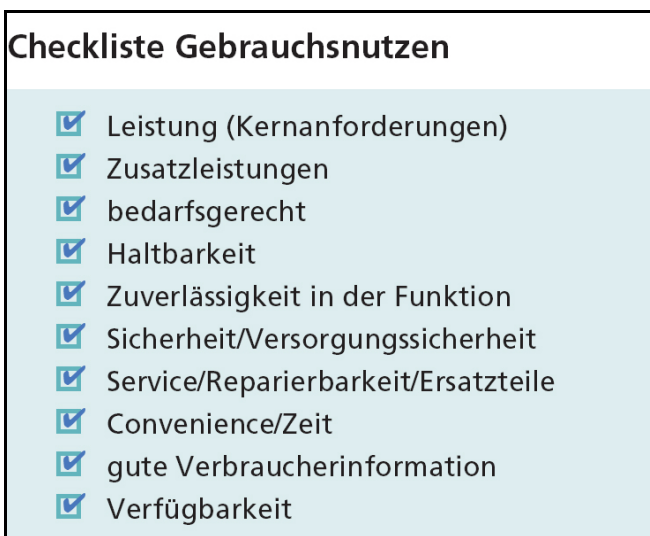 Checkliste Gebrauchsnutzen
Leistung (Kernanforderungen)
Zusatzleistungen
bedarfsgerecht
Haltbarkeit
Zuverlässigkeit in der Funktion
Sicherheit/Versorgungssicherheit
Service/Reparierbarkeit/Ersatzteile
Convenience/Zeit
gute Verbraucherinformation
Verfügbarkeit